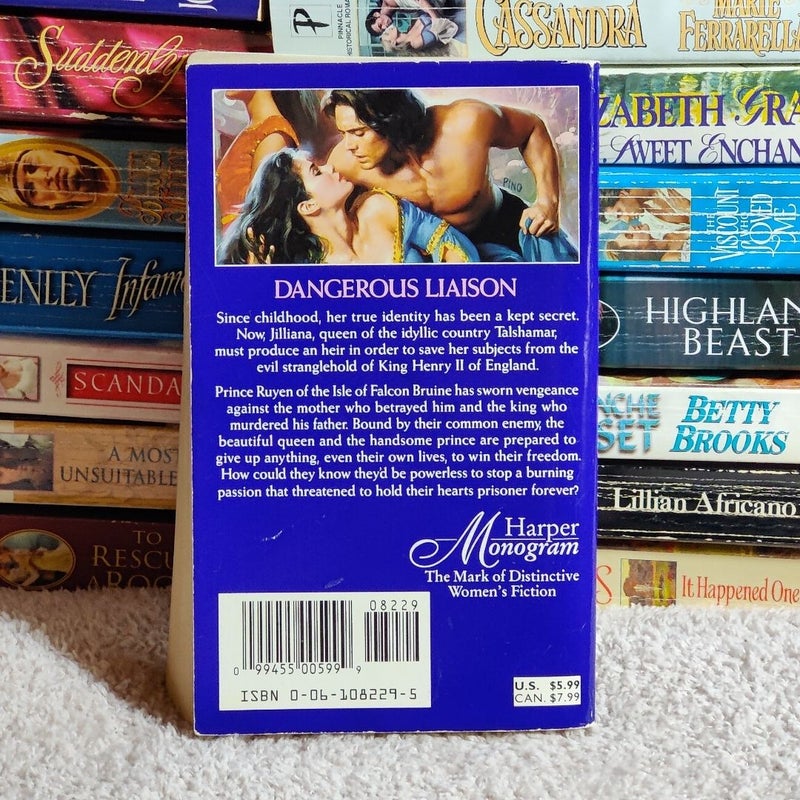 Suddenly
ENLEY
SCANDA
A MOS
UNSUITABLE
TO
RESCU
A ROG
P
PINNACLE
HISTORICAL ROMA
CASSANDRA
MARIE
FERRARELLA
PINO
DANGEROUS LIAISON
Since childhood, her true identity has been a kept secret.
Now, Jilliana, queen of the idyllic country Talshamar,
must produce an heir in order to save her subjects from the
evil stranglehold of King Henry II of England.
Prince Ruyen of the Isle of Falcon Bruine has sworn vengeance
against the mother who betrayed him and the king who
murdered his father. Bound by their common enemy, the
beautiful queen and the handsome prince are prepared to
give up anything, even their own lives, to win their freedom.
How could they know they'd be powerless to stop a burning
passion that threatened to hold their hearts prisoner forever?
Harper
Monogram
The Mark of Distinctive
Women's Fiction
08229
0 99455 00599 9
ISBN 0-06-108229-5
U.S. $5.99
CAN. $7.99
ZABETH GRA
SWEET ENCHAN
THE
VISCOUNT
WHO
LOVED
ME
HIGHLAN
BEAST
NCHE
SET
BETTY
BROOKS
Lillian Africano
S
It Happened One